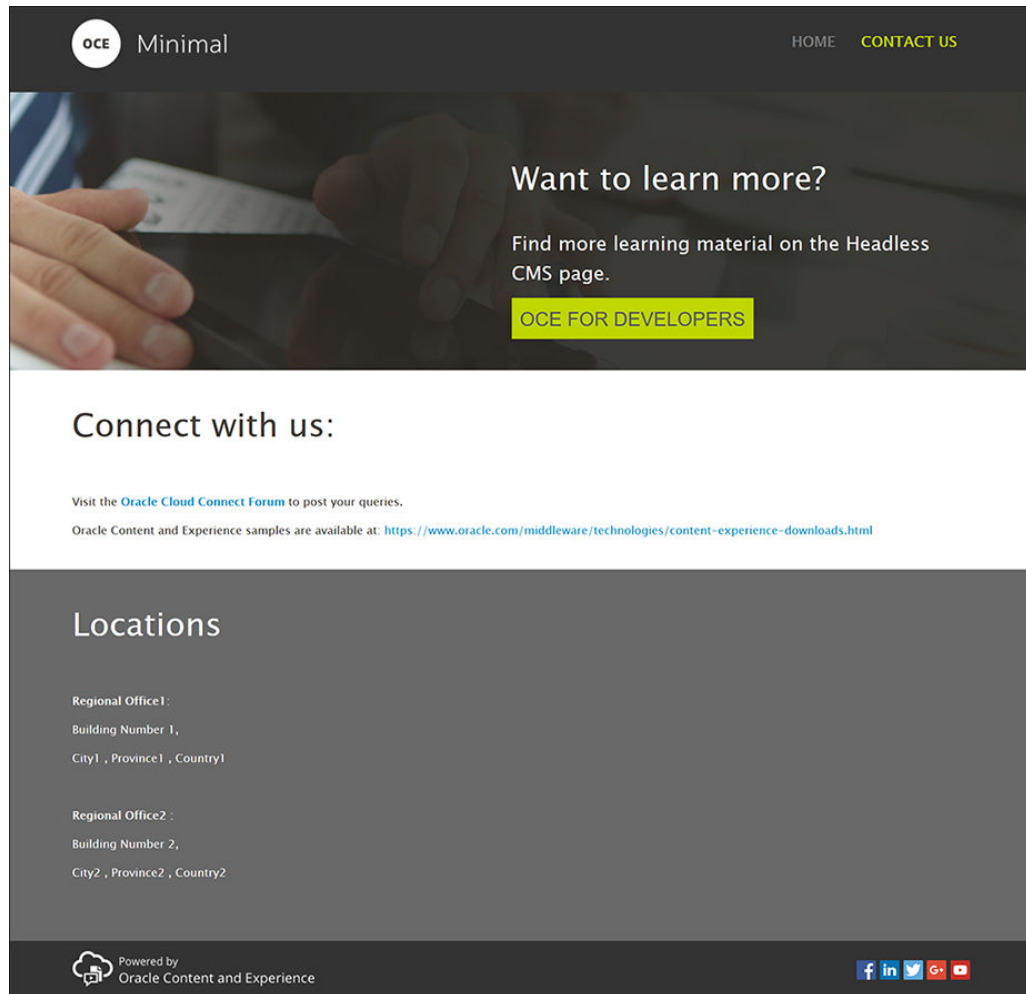 OCE Minimal
HOME CONTACT US
Want to learn more?
Find more learning material on the Headless
CMS page.
OCE FOR DEVELOPERS
Connect with us:
Visit the Oracle Cloud Connect Forum to post your queries.
Oracle Content and Experience samples are available at: https://www.oracle.com/middleware/technologies/content-experience-downloads.html
Locations
Regional Office1:
Building Number 1,
City1 , Province1 , Country1
Regional Office2 :
Building Number 2,
City2 , Province2 , Country2
Powered by
Oracle Content and Experience
f in G+